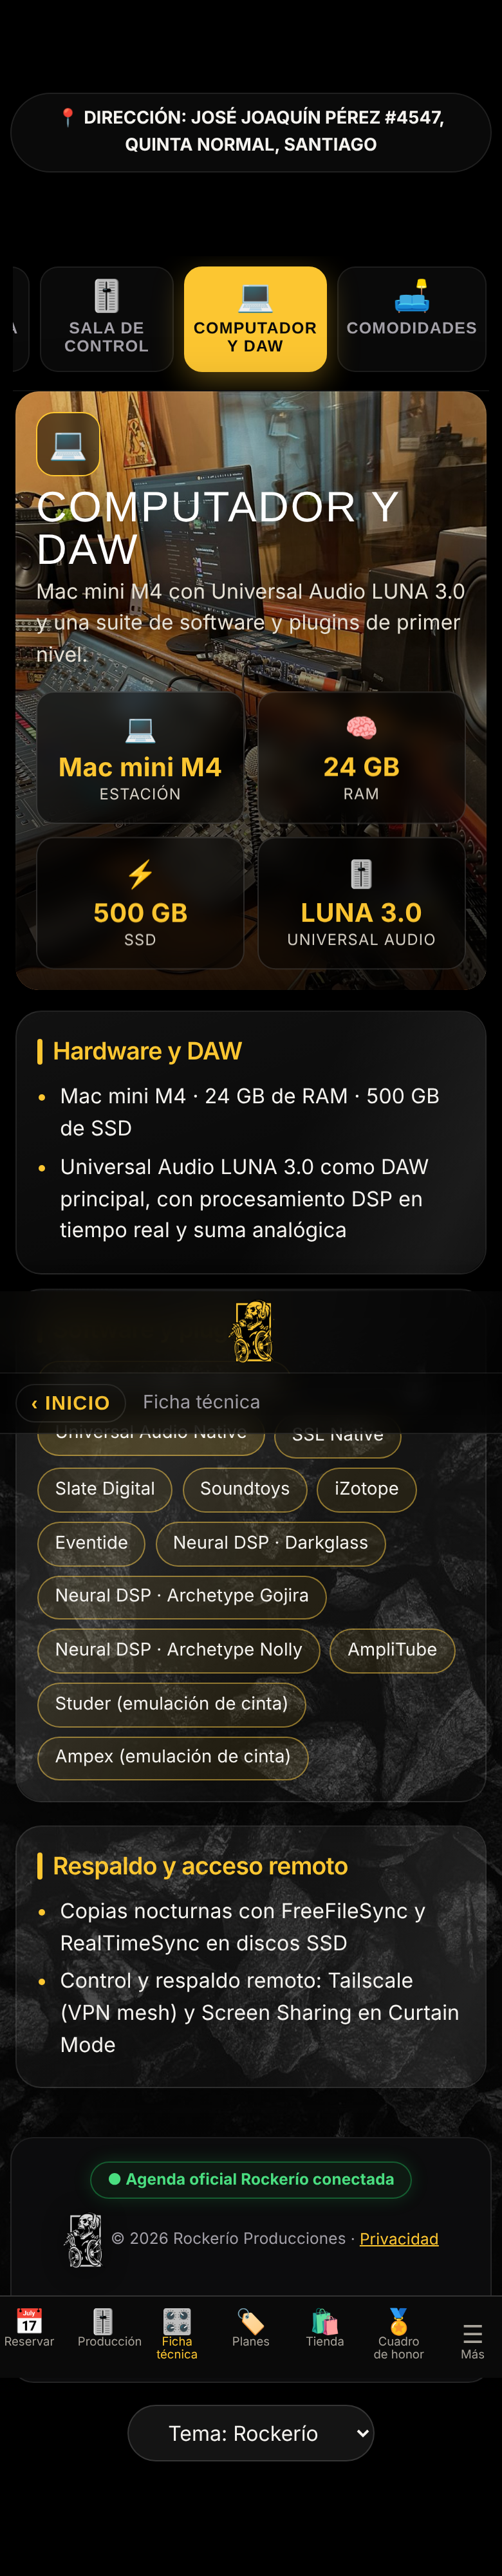 📍 DIRECCIÓN: JOSÉ JOAQUÍN PÉREZ #4547,
QUINTA NORMAL, SANTIAGO
A
SALA DE
CONTROL
COMPUTADOR
Y DAW
COMODIDADES
COMPUTADOR Y
DAW
Mac mini M4 con Universal Audio LUNA 3.0
y una suite de software y plugins de primer
nivel.
Mac mini M4
ESTACIÓN
24 GB
RAM
500 GB
SSD
LUNA 3.0
UNIVERSAL AUDIO
Hardware y DAW
• Mac mini M4 · 24 GB de RAM · 500 GB
de SSD
• Universal Audio LUNA 3.0 como DAW
principal, con procesamiento DSP en
tiempo real y suma analógica
‹ INICIO
Ficha técnica
Universal Audio Native
SSL Native
Slate Digital
Soundtoys
iZotope
Eventide
Neural DSP · Darkglass
Neural DSP · Archetype Gojira
Neural DSP · Archetype Nolly
AmpliTube
Studer (emulación de cinta)
Ampex (emulación de cinta)
Respaldo y acceso remoto
• Copias nocturnas con FreeFileSync y
RealTimeSync en discos SSD
• Control y respaldo remoto: Tailscale
(VPN mesh) y Screen Sharing en Curtain
Mode
● Agenda oficial Rockerío conectada
© 2026 Rockerío Producciones · Privacidad
Reservar
Producción
Ficha
técnica
Planes
Tienda
Cuadro
de honor
Más
Tema: Rockerío